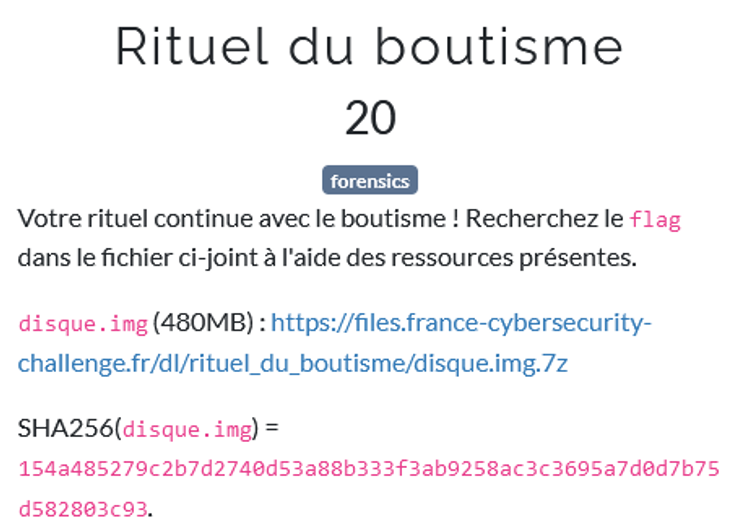 Rituel du boutisme
20
forensics
Votre rituel continue avec le boutisme ! Recherchez le flag
dans le fichier ci-joint à l'aide des ressources présentes.
disque.img (480MB) : https://files.france-cybersecurity-
challenge.fr/dl/rituel_du_boutisme/disque.img.7z
SHA256(disque.img) =
154a485279c2b7d2740d53a88b333f3ab9258ac3c3695a7d0d7b75
d582803c93.